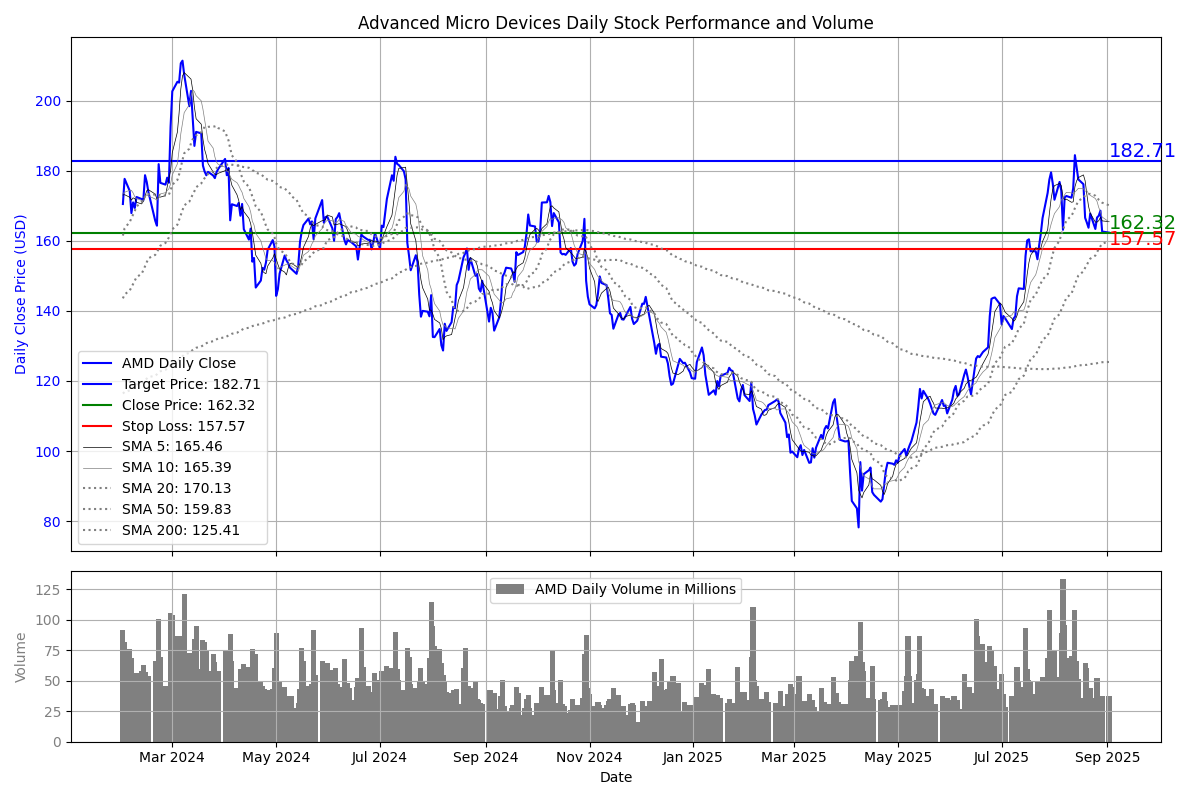 Advanced Micro Devices Daily Stock Performance and Volume
Daily Close Price (USD)
200
180
160
140
120
100
80
182.71
162.32
157.57
AMD Daily Close
Target Price: 182.71
Close Price: 162.32
Stop Loss: 157.57
SMA 5: 165.46
SMA 10: 165.39
SMA 20: 170.13
SMA 50: 159.83
SMA 200: 125.41
Volume
125
100
75
50
25
0
AMD Daily Volume in Millions
Mar 2024
May 2024
Jul 2024
Sep 2024
Nov 2024
Jan 2025
Mar 2025
May 2025
Jul 2025
Sep 2025
Date